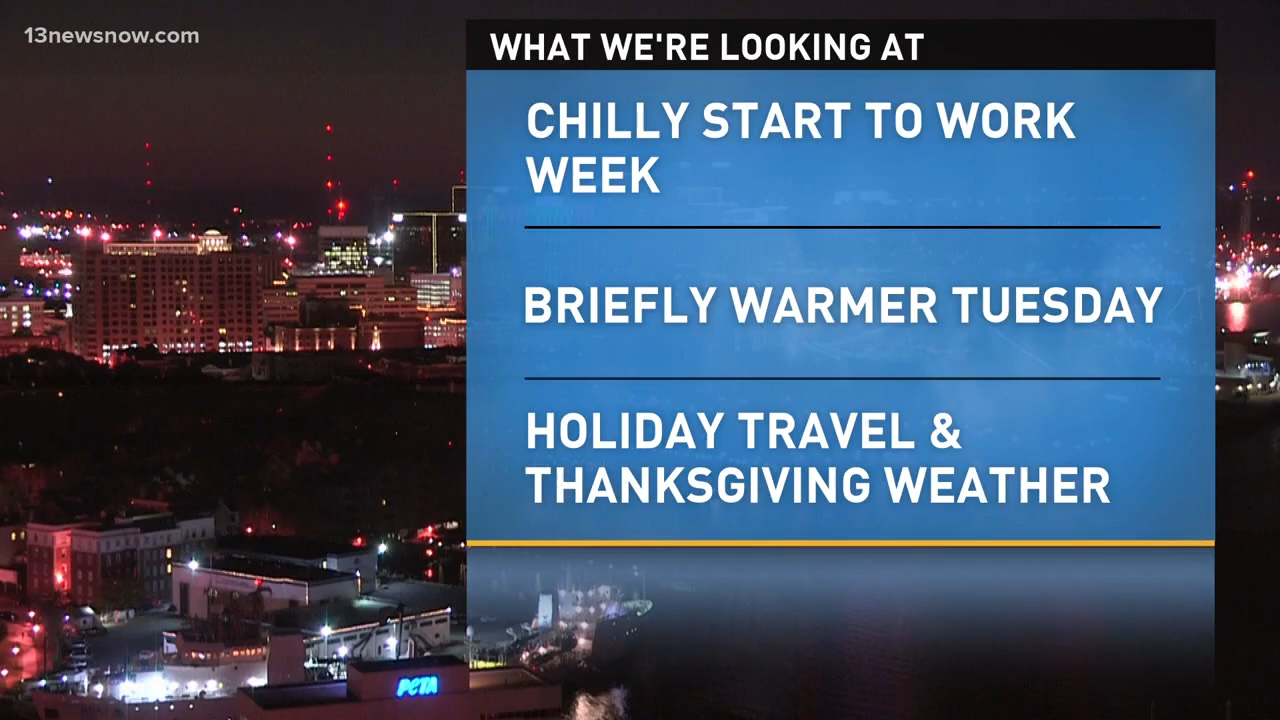 13newsnow.com
WHAT WE'RE LOOKING AT
CHILLY START TO WORK
WEEK
BRIEFLY WARMER TUESDAY
HOLIDAY TRAVEL &
THANKSGIVING WEATHER
PETA